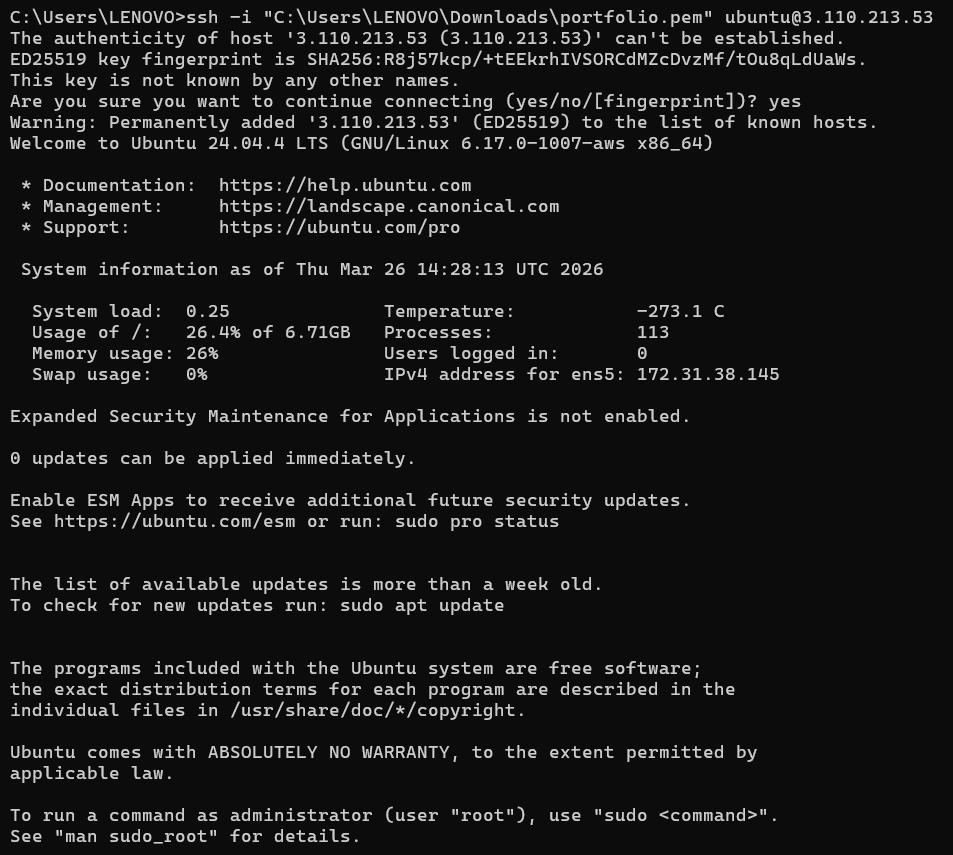 C:\Users\LENOVO>ssh -i "C:\Users\LENOVO\Downloads\portfolio.pem" ubuntu@3.110.213.53
The authenticity of host '3.110.213.53 (3.110.213.53)' can't be established.
ED25519 key fingerprint is SHA256:R8j57kcp/+tEEkrhIVSORCdMZcDvzMf/tOu8qLdUaWs.
This key is not known by any other names.
Are you sure you want to continue connecting (yes/no/[fingerprint])? yes
Warning: Permanently added '3.110.213.53' (ED25519) to the list of known hosts.
Welcome to Ubuntu 24.04.4 LTS (GNU/Linux 6.17.0-1007-aws x86_64)

 * Documentation:  https://help.ubuntu.com
 * Management:     https://landscape.canonical.com
 * Support:        https://ubuntu.com/pro

 System information as of Thu Mar 26 14:28:13 UTC 2026

  System load:  0.25              Temperature:           -273.1 C
  Usage of /:   26.4% of 6.71GB   Processes:             113
  Memory usage: 26%               Users logged in:       0
  Swap usage:   0%                IPv4 address for ens5: 172.31.38.145

Expanded Security Maintenance for Applications is not enabled.

0 updates can be applied immediately.

Enable ESM Apps to receive additional future security updates.
See https://ubuntu.com/esm or run: sudo pro status


The list of available updates is more than a week old.
To check for new updates run: sudo apt update


The programs included with the Ubuntu system are free software;
the exact distribution terms for each program are described in the
individual files in /usr/share/doc/*/copyright.

Ubuntu comes with ABSOLUTELY NO WARRANTY, to the extent permitted by
applicable law.

To run a command as administrator (user "root"), use "sudo <command>".
See "man sudo_root" for details.